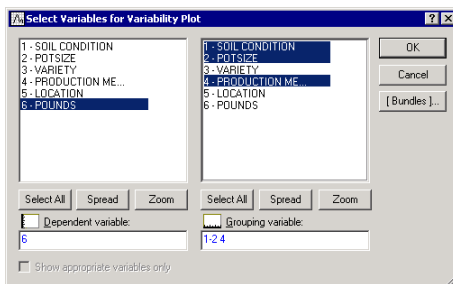 Select Variables for Variability Plot
1 - SOIL CONDITION
2 - POTSIZE
3 - VARIETY
4 - PRODUCTION ME...
5 - LOCATION
6 - POUNDS
1 - SOIL CONDITION
2 - POTSIZE
3 - VARIETY
4 - PRODUCTION ME...
5 - LOCATION
6 - POUNDS
OK
Cancel
[ Bundles ]...
Select All Spread Zoom
Select All Spread Zoom
Dependent variable:
Grouping variable:
6
1-2 4
Show appropriate variables only